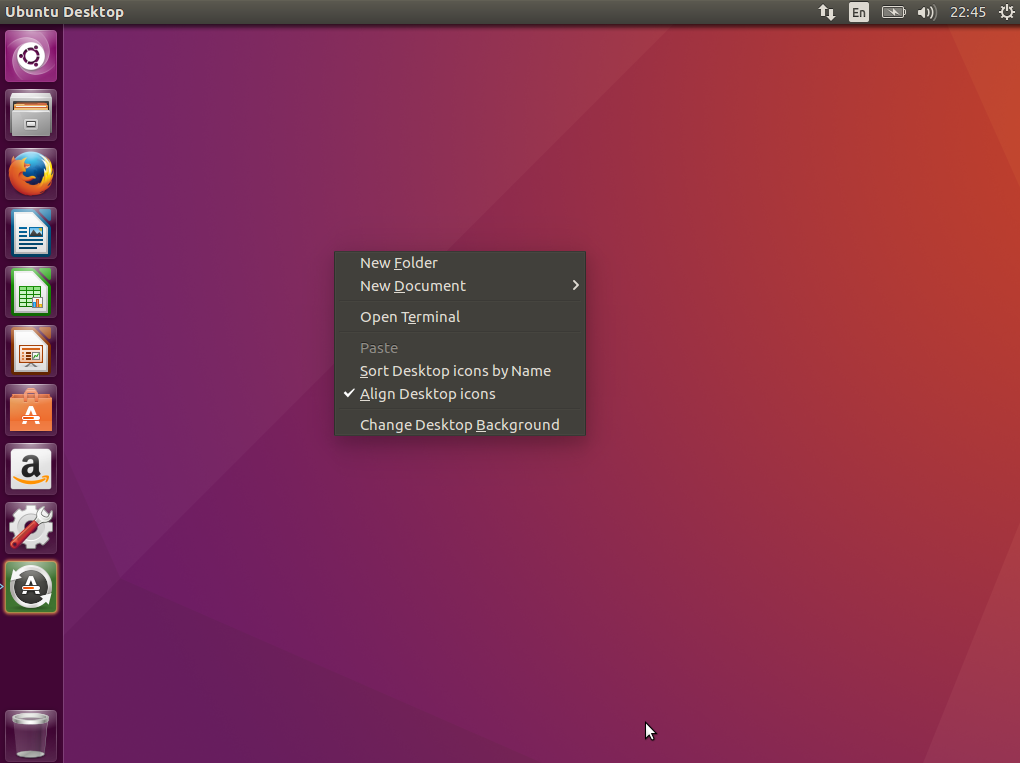 Ubuntu Desktop
En
22:45
New Folder
New Document
Open Terminal
Paste
Sort Desktop icons by Name
Align Desktop icons
Change Desktop Background